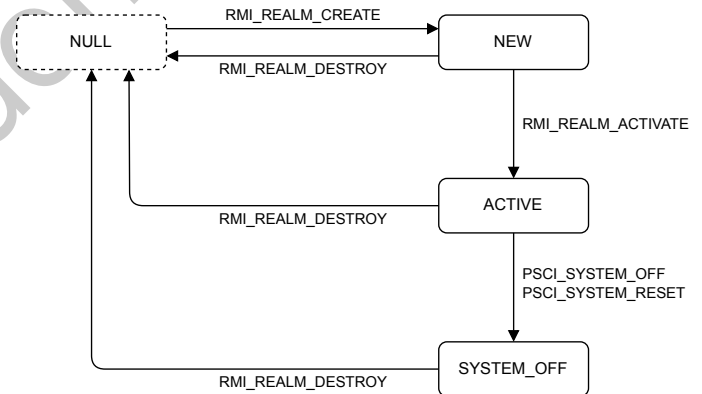 RMI_REALM_CREATE
NULL
NEW
RMI_REALM_DESTROY
RMI_REALM_ACTIVATE
ACTIVE
RMI_REALM_DESTROY
PSCI_SYSTEM_OFF
PSCI_SYSTEM_RESET
SYSTEM_OFF
RMI_REALM_DESTROY